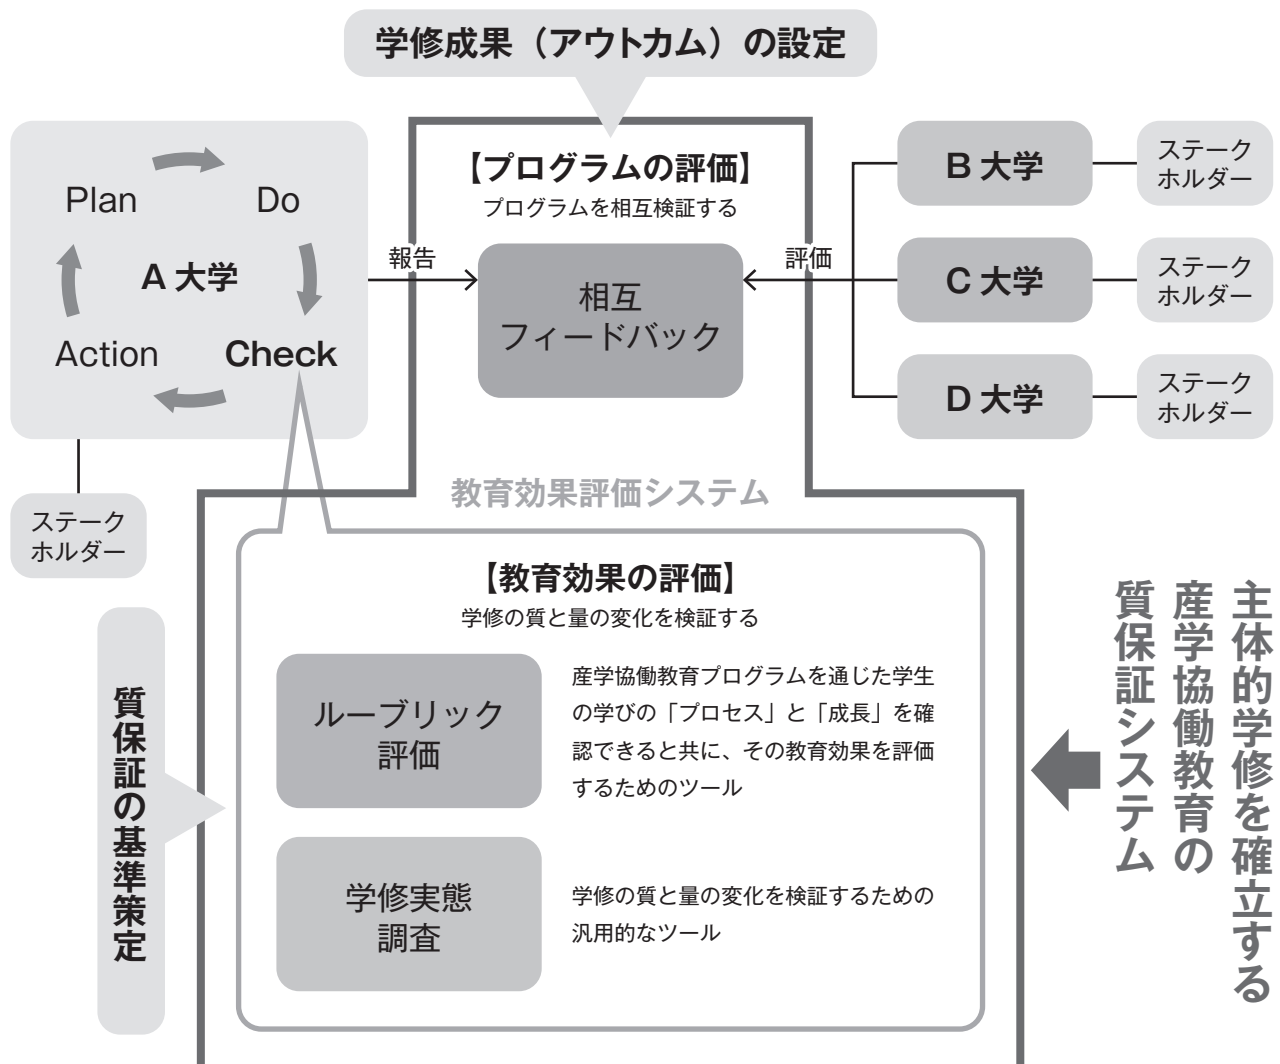 学修成果（アウトカム）の設定
Plan
Do
A 大学
Action
Check
ステーク
ホルダー
報告
【プログラムの評価】
プログラムを相互検証する
相互
フィードバック
評価
B 大学
ステーク
ホルダー
C 大学
ステーク
ホルダー
D 大学
ステーク
ホルダー
教育効果評価システム
【教育効果の評価】
学修の質と量の変化を検証する
ルーブリック
評価
産学協働教育プログラムを通じた学生
の学びの「プロセス」と「成長」を確
認できると共に、その教育効果を評価
するためのツール
学修実態
調査
学修の質と量の変化を検証するための
汎用的なツール
質保証の基準策定
主体的学修を確立する
産学協働教育の
質保証システム